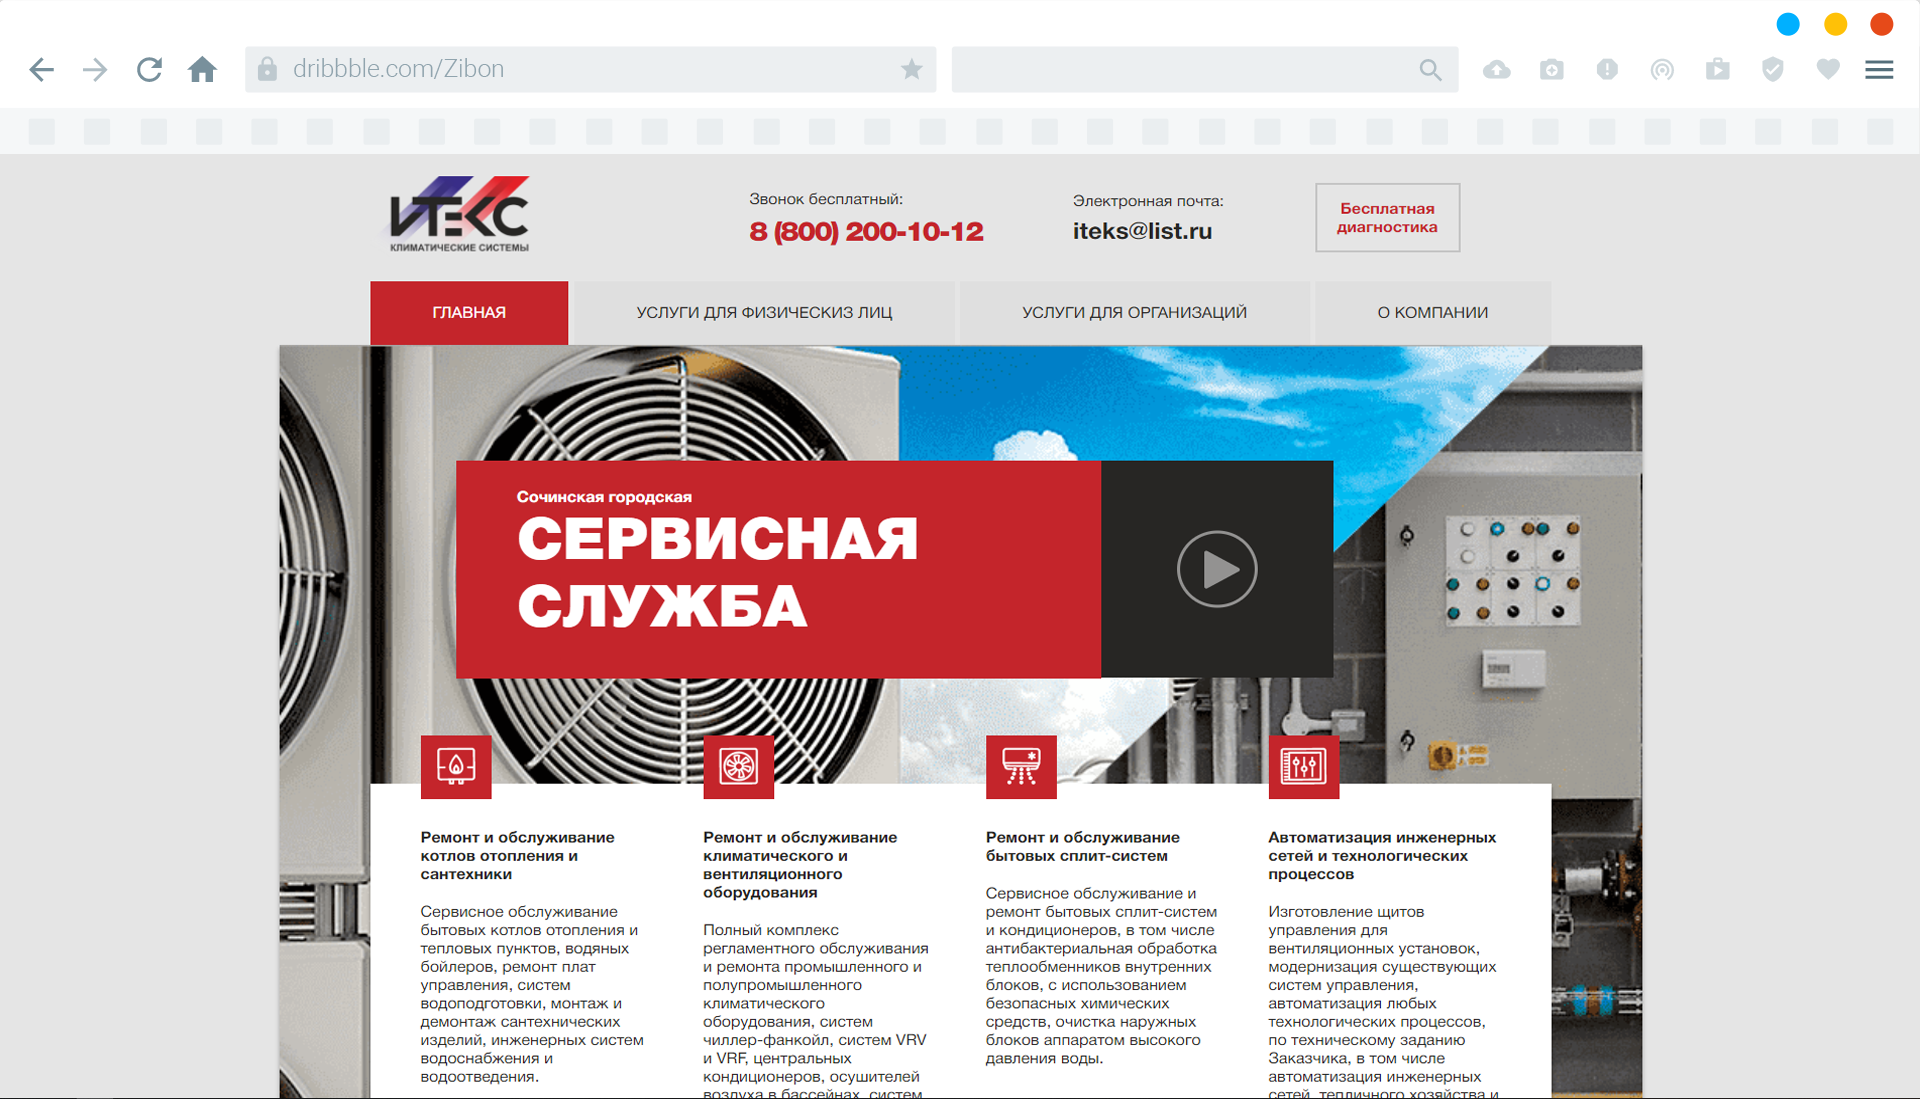 dribbble.com/Zibon
ИТЕКС
КЛИМАТИЧЕСКИЕ СИСТЕМЫ
Звонок бесплатный:
8 (800) 200-10-12
Электронная почта:
iteks@list.ru
Бесплатная
диагностика
ГЛАВНАЯ
УСЛУГИ ДЛЯ ФИЗИЧЕСКИЗ ЛИЦ
УСЛУГИ ДЛЯ ОРГАНИЗАЦИЙ
О КОМПАНИИ
Сочинская городская
СЕРВИСНАЯ
СЛУЖБА
Ремонт и обслуживание
котлов отопления и
сантехники
Сервисное обслуживание
бытовых котлов отопления и
тепловых пунктов, водяных
бойлеров, ремонт плат
управления, систем
водоподготовки, монтаж и
демонтаж сантехнических
изделий, инженерных систем
водоснабжения и
водоотведения.
Ремонт и обслуживание
климатического и
вентиляционного
оборудования
Полный комплекс
регламентного обслуживания
и ремонта промышленного и
полупромышленного
климатического
оборудования, систем
чиллер-фанкойл, систем VRV
и VRF, центральных
кондиционеров, осушителей
воздуха в бассейнах, систем
Ремонт и обслуживание
бытовых сплит-систем
Сервисное обслуживание и
ремонт бытовых сплит-систем
и кондиционеров, в том числе
антибактериальная обработка
теплообменников внутренних
блоков, с использованием
безопасных химических
средств, очистка наружных
блоков аппаратом высокого
давления воды.
Автоматизация инженерных
сетей и технологических
процессов
Изготовление щитов
управления для
вентиляционных установок,
модернизация существующих
систем управления,
автоматизация любых
технологических процессов,
по техническому заданию
Заказчика, в том числе
автоматизация инженерных
сетей, тепличного хозяйства и